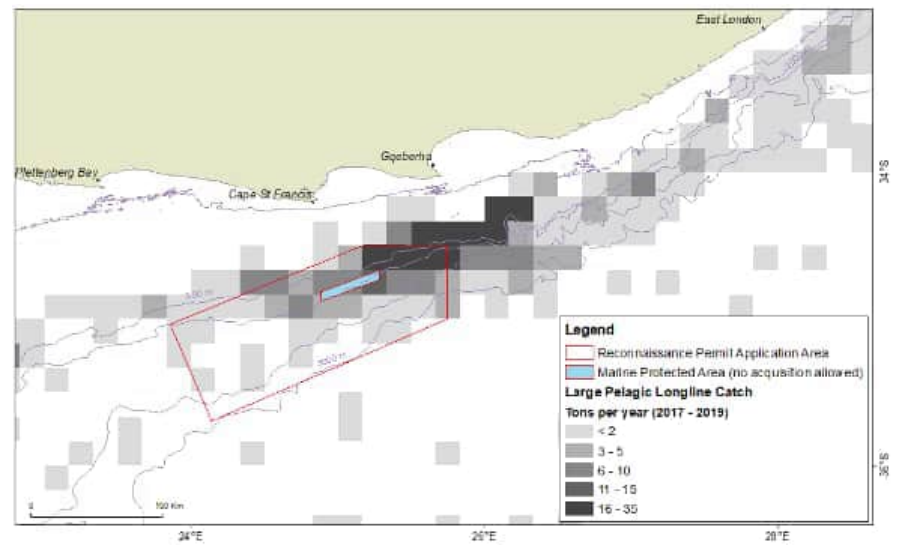 East London
Plettenberg Bay
Gqeberha
Cape St Francis
34°S
Legend
Reconnaissance Permit Application Area
Marine Protected Area (no acquisition allowed)
Large Pelagic Longline Catch
Tons per year (2017 - 2019)
< 2
3 - 5
6 - 10
11 - 15
16 - 35
36°S
0
100 Km
24°E
26°E
28°E